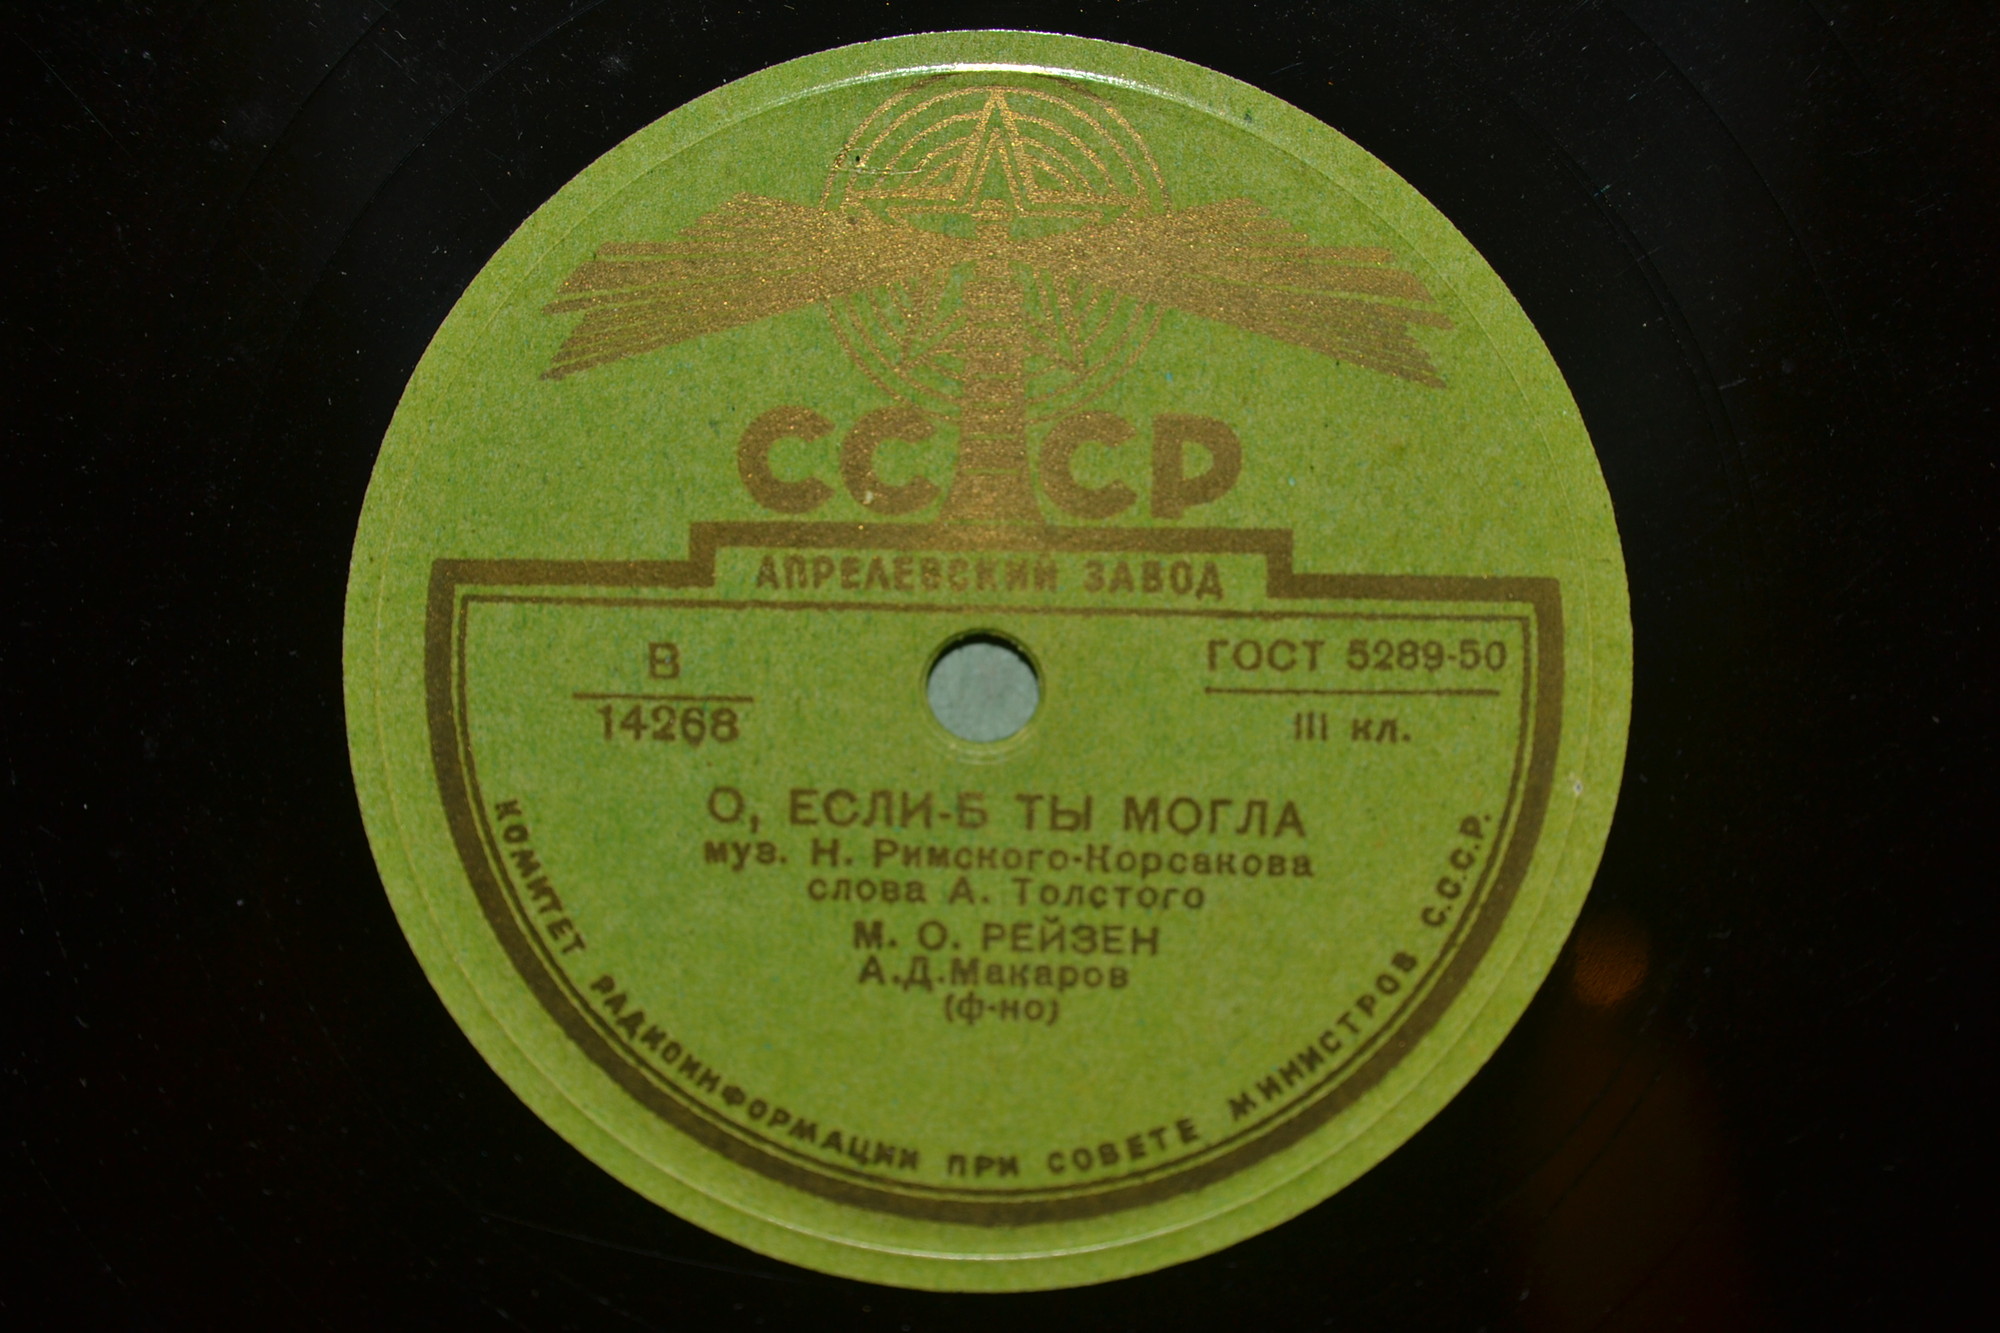 СССР
АПРЕЛЕВСКИЙ ЗАВОД
В
14268
ГОСТ 5289-50
III кл.
О, ЕСЛИ-Б ТЫ МОГЛА
муз. Н. Римского-Корсакова
слова А. Толстого
М. О. РЕЙЗЕН
А.Д.Макаров
(ф-но)
КОМИТЕТ РАДИОИНФОРМАЦИИ ПРИ СОВЕТЕ МИНИСТРОВ С.С.С.Р.